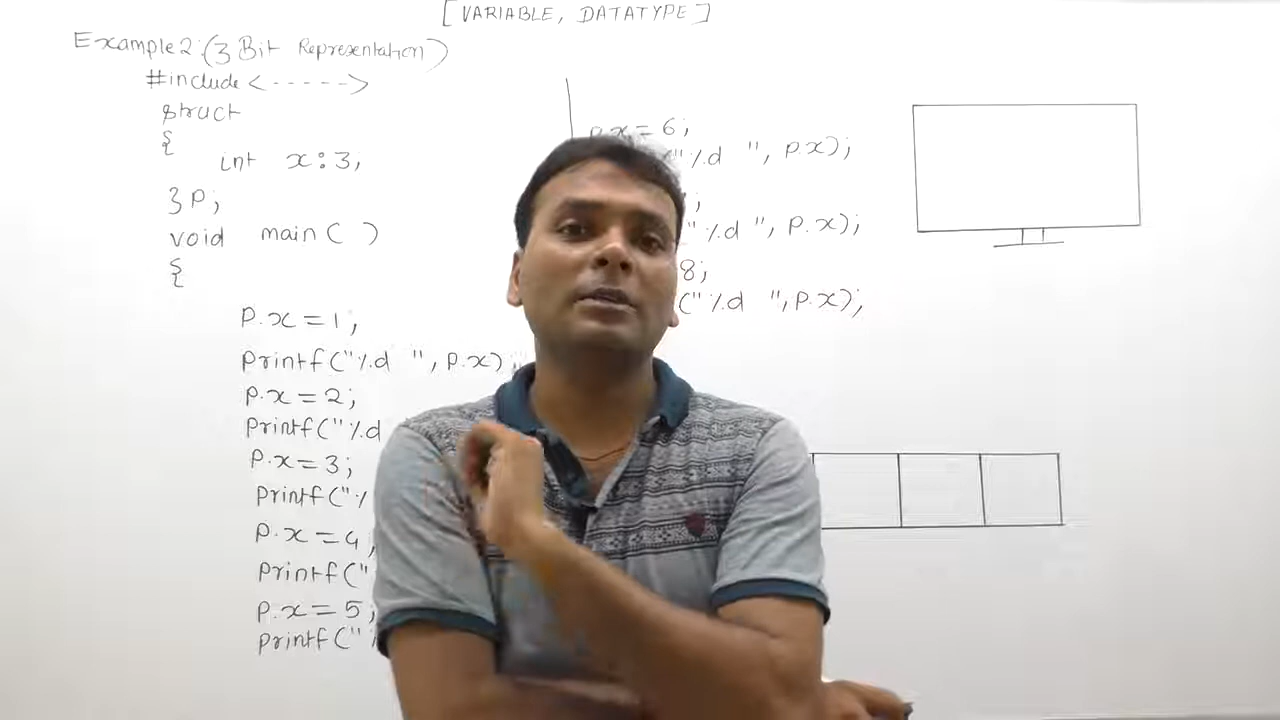 [VARIABLE, DATATYPE]
Example2:(3 Bit Representation)
#include<----->
struct
{
int x:3;
}P;
void main( )
{
P.x=1;
printf("%d ", P.x);
P.x=2;
printf("%d
P.x=3;
printf("%
P.x=4;
printf("
P.x=5;
printf("%
P.x=6;
("%d ", P.x);
;
("%d ", P.x);
8;
("%d ",P.x);